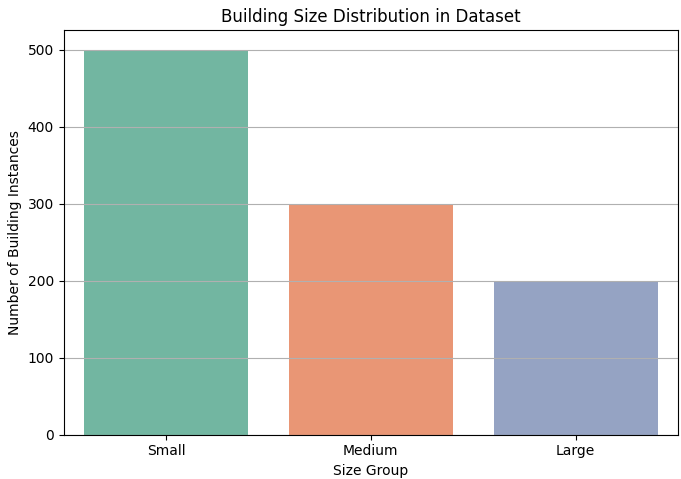 Building Size Distribution in Dataset
500
400
300
200
100
0
Number of Building Instances
Small Medium Large
Size Group